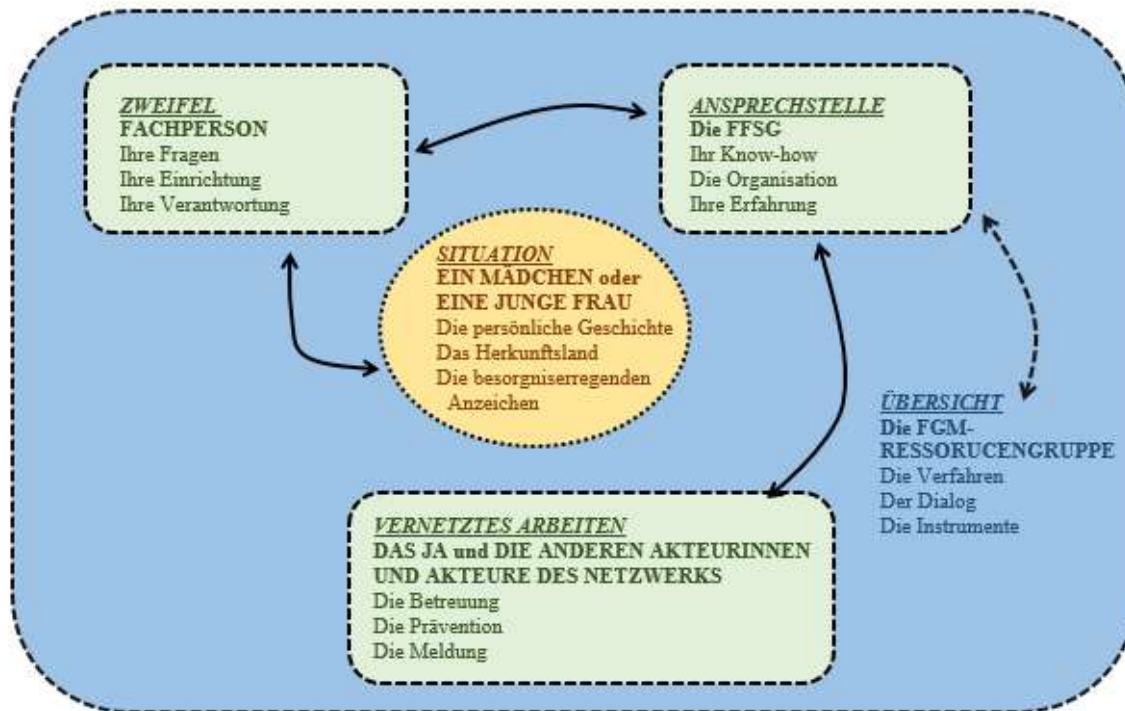 ZWEIFEL
FACHPERSON
Ihre Fragen
Ihre Einrichtung
Ihre Verantwortung
ANSPRECHSTELLE
Die FFSG
Ihr Know-how
Die Organisation
Ihre Erfahrung
SITUATION
EIN MÄDCHEN oder
EINE JUNGE FRAU
Die persönliche Geschichte
Das Herkunftsland
Die besorgniserregenden
Anzeichen
ÜBERSICHT
Die FGM-
RESSORUCENGRUPPE
Die Verfahren
Der Dialog
Die Instrumente
VERNETZTES ARBEITEN
DAS JA und DIE ANDEREN AKTEURINNEN
UND AKTEURE DES NETZWERKS
Die Betreuung
Die Prävention
Die Meldung